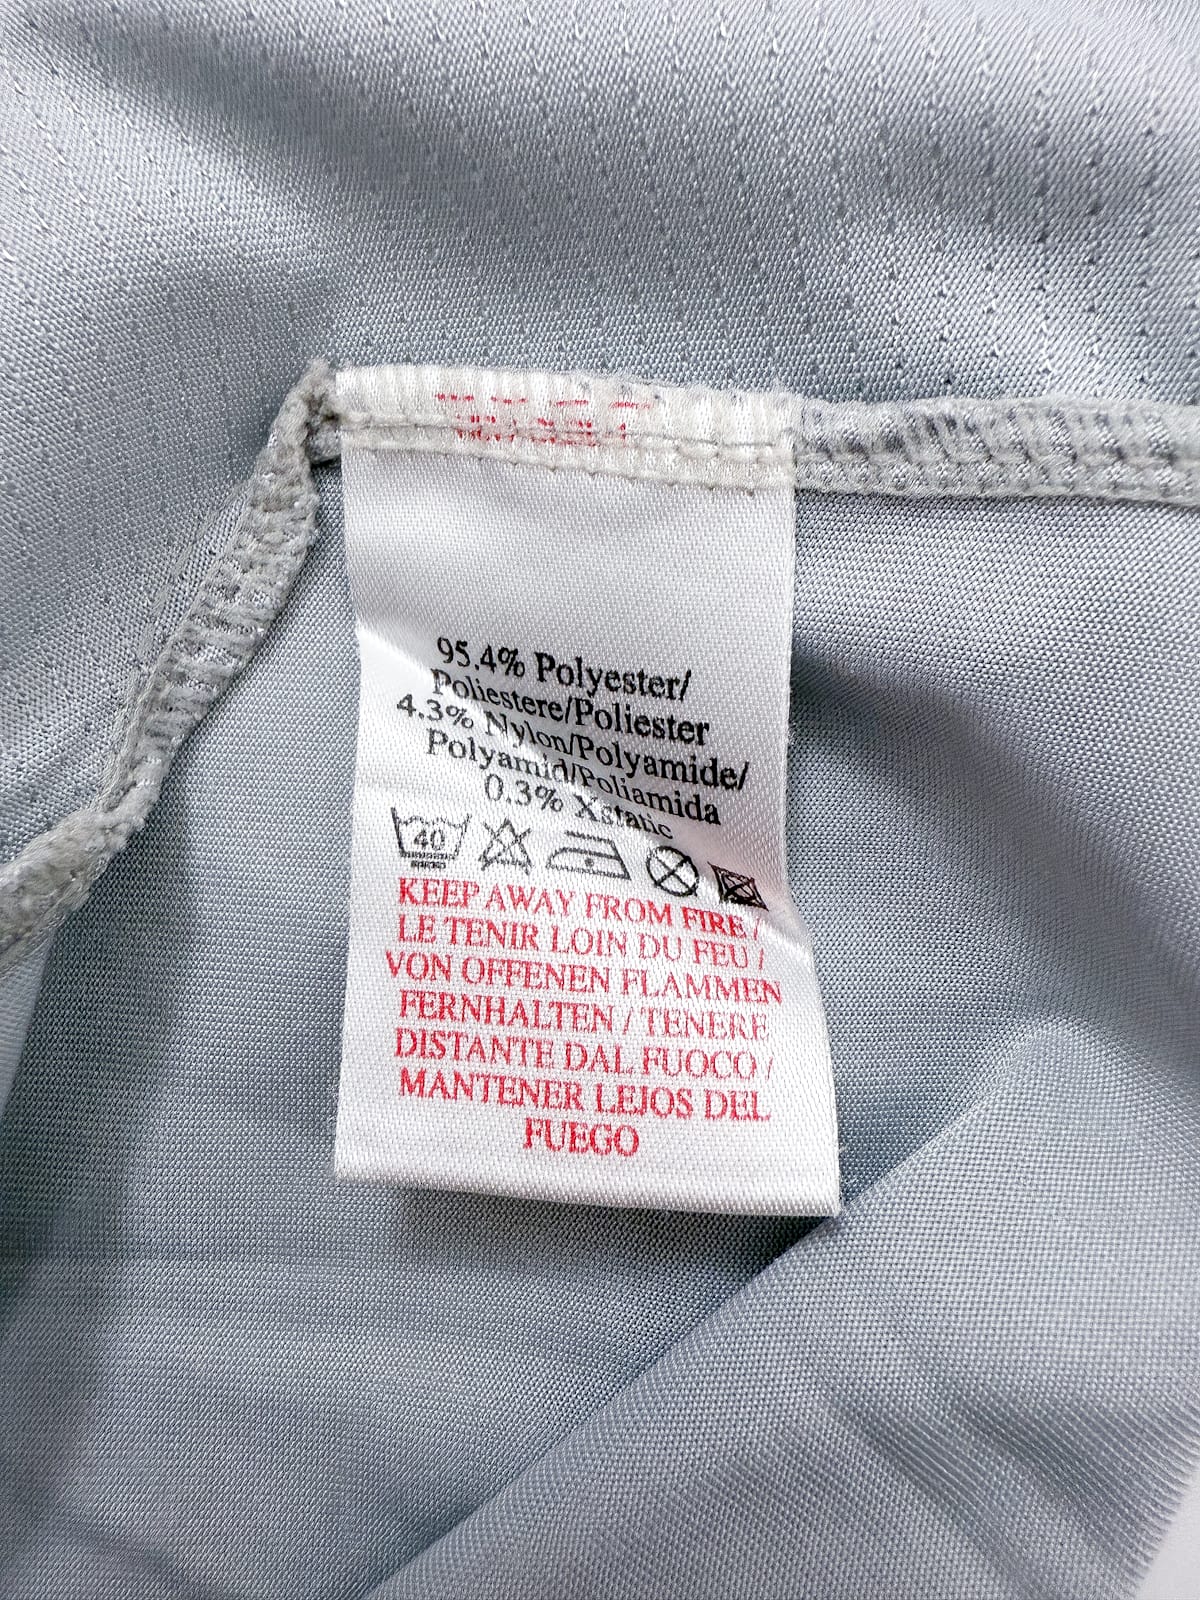 95.4% Polyester/
Poliestere/Poliester
4.3% Nylon/Polyamide/
Polyamid/Poliamida
0.3% Xstatic
40
KEEP AWAY FROM FIRE /
LE TENIR LOIN DU FEU /
VON OFFENEN FLAMMEN
FERNHALTEN / TENERE
DISTANTE DAL FUOCO /
MANTENER LEJOS DEL
FUEGO